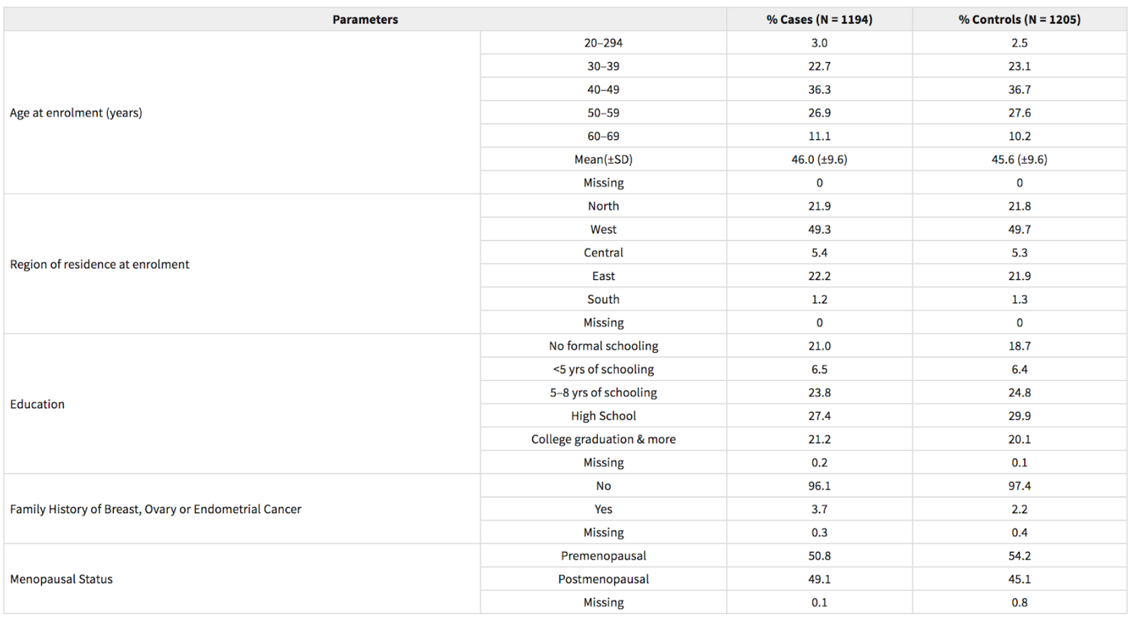 Parameters % Cases (N = 1194) % Controls (N = 1205)
Age at enrolment (years)
20–294 3.0 2.5
30–39 22.7 23.1
40–49 36.3 36.7
50–59 26.9 27.6
60–69 11.1 10.2
Mean(±SD) 46.0 (±9.6) 45.6 (±9.6)
Missing 0 0
Region of residence at enrolment
North 21.9 21.8
West 49.3 49.7
Central 5.4 5.3
East 22.2 21.9
South 1.2 1.3
Missing 0 0
Education
No formal schooling 21.0 18.7
<5 yrs of schooling 6.5 6.4
5–8 yrs of schooling 23.8 24.8
High School 27.4 29.9
College graduation & more 21.2 20.1
Missing 0.2 0.1
Family History of Breast, Ovary or Endometrial Cancer
No 96.1 97.4
Yes 3.7 2.2
Missing 0.3 0.4
Menopausal Status
Premenopausal 50.8 54.2
Postmenopausal 49.1 45.1
Missing 0.1 0.8